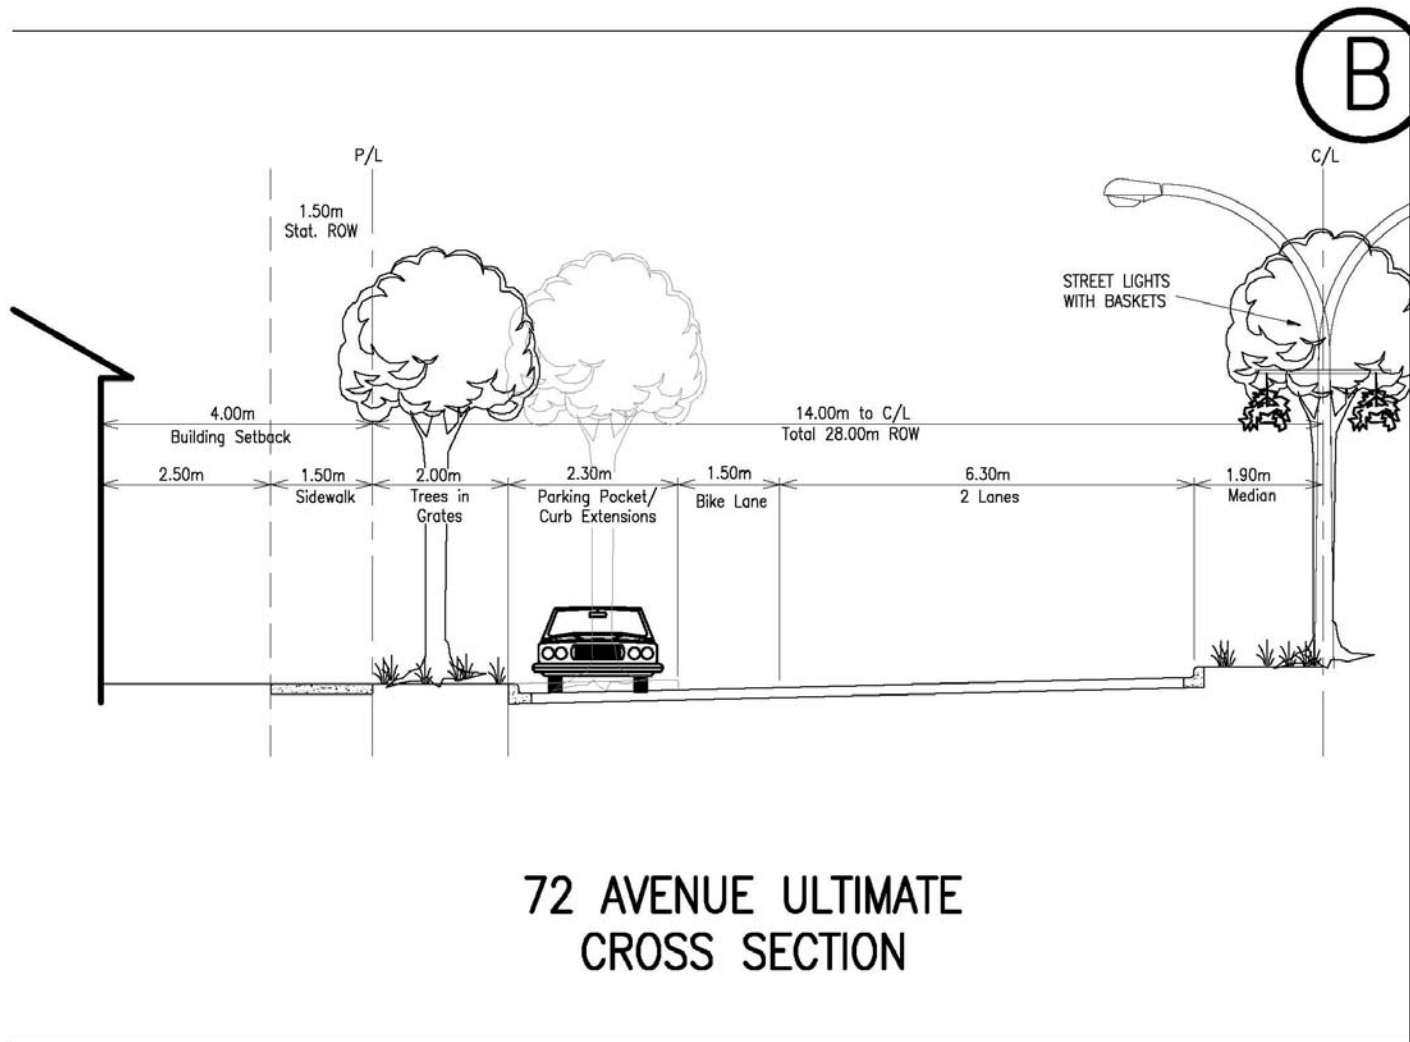 B
P/L
C/L
1.50m
Stat. ROW
STREET LIGHTS
WITH BASKETS
4.00m
Building Setback
14.00m to C/L
Total 28.00m ROW
2.50m
1.50m
Sidewalk
2.00m
Trees in
Grates
2.30m
Parking Pocket/
Curb Extensions
1.50m
Bike Lane
6.30m
2 Lanes
1.90m
Median
72 AVENUE ULTIMATE
CROSS SECTION